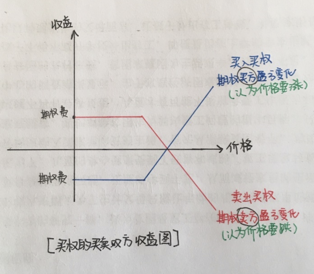 收益
买入买权
期权买方盈亏变化
(认为价格要涨)
期权费
价格
期权费
卖出买权
期权卖方盈亏变化
(认为价格要跌)
[买权的买卖双方收益图]